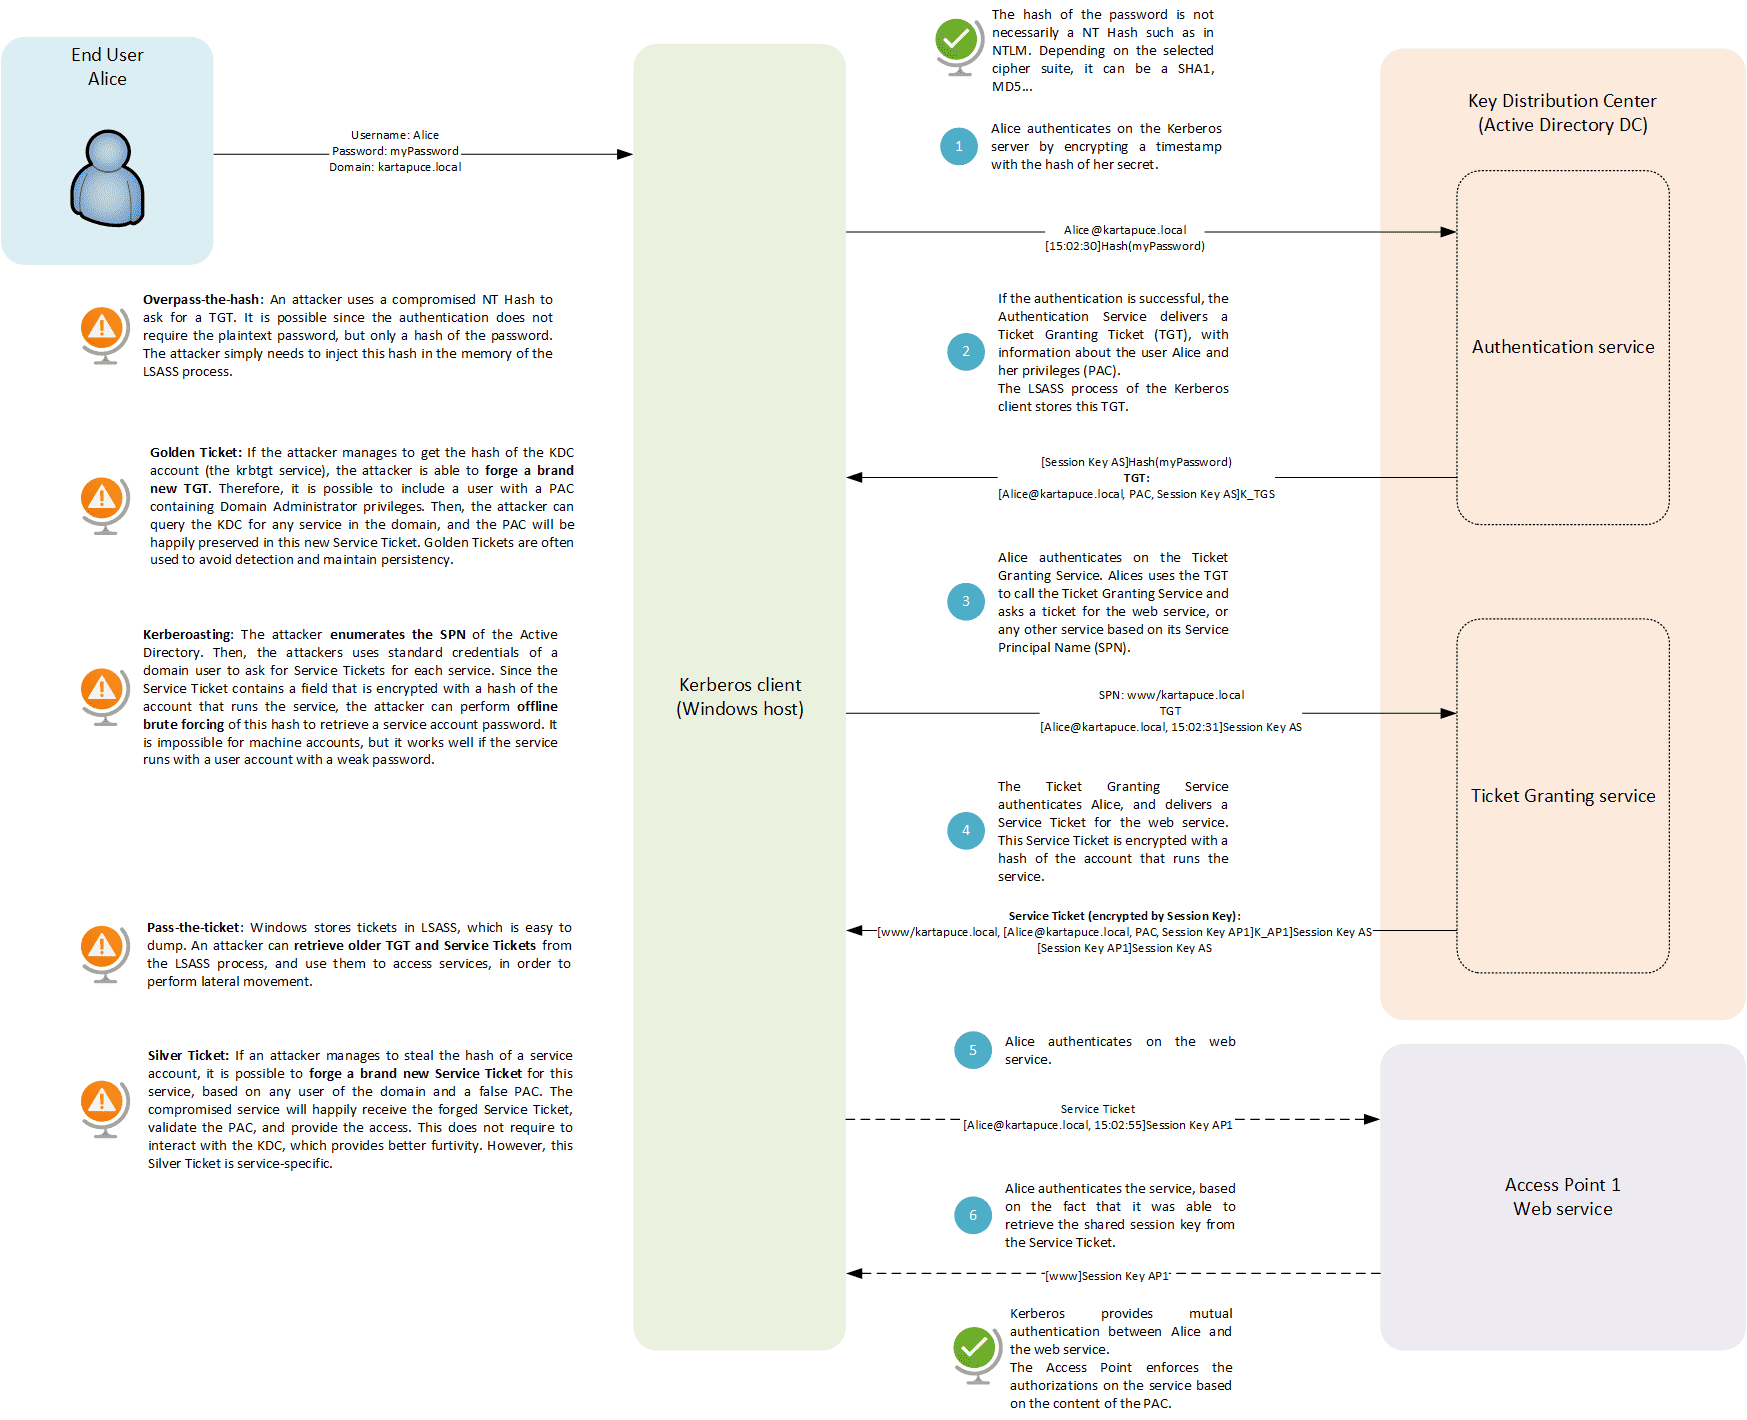 End User
Alice
Username: Alice
Password: myPassword
Domain: kartapuce.local
The hash of the password is not
necessarily a NT Hash such as in
NTLM. Depending on the selected
cipher suite, it can be a SHA1,
MD5...
1
Alice authenticates on the Kerberos
server by encrypting a timestamp
with the hash of her secret.
Key Distribution Center
(Active Directory DC)
Alice@kartapuce.local
[15:02:30]Hash(myPassword)
Overpass-the-hash: An attacker uses a compromised NT Hash to
ask for a TGT. It is possible since the authentication does not
require the plaintext password, but only a hash of the password.
The attacker simply needs to inject this hash in the memory of the
LSASS process.
2
If the authentication is successful, the
Authentication Service delivers a
Ticket Granting Ticket (TGT), with
information about the user Alice and
her privileges (PAC).
The LSASS process of the Kerberos
client stores this TGT.
Authentication service
Golden Ticket: If the attacker manages to get the hash of the KDC
account (the krbtgt service), the attacker is able to forge a brand
new TGT. Therefore, it is possible to include a user with a PAC
containing Domain Administrator privileges. Then, the attacker can
query the KDC for any service in the domain, and the PAC will be
happily preserved in this new Service Ticket. Golden Tickets are often
used to avoid detection and maintain persistency.
[Session Key AS]Hash(myPassword)
TGT:
[Alice@kartapuce.local, PAC, Session Key AS]K_TGS
3
Alice authenticates on the Ticket
Granting Service. Alices uses the TGT
to call the Ticket Granting Service and
asks a ticket for the web service, or
any other service based on its Service
Principal Name (SPN).
Kerberoasting: The attacker enumerates the SPN of the Active
Directory. Then, the attackers uses standard credentials of a
domain user to ask for Service Tickets for each service. Since the
Service Ticket contains a field that is encrypted with a hash of the
account that runs the service, the attacker can perform offline
brute forcing of this hash to retrieve a service account password. It
is impossible for machine accounts, but it works well if the service
runs with a user account with a weak password.
Kerberos client
(Windows host)
SPN: www/kartapuce.local
TGT
[Alice@kartapuce.local, 15:02:31]Session Key AS
4
The Ticket Granting Service
authenticates Alice, and delivers a
Service Ticket for the web service.
This Service Ticket is encrypted with a
hash of the account that runs the
service.
Ticket Granting service
Pass-the-ticket: Windows stores tickets in LSASS, which is easy to
dump. An attacker can retrieve older TGT and Service Tickets from
the LSASS process, and use them to access services, in order to
perform lateral movement.
Service Ticket (encrypted by Session Key):
[www/kartapuce.local, [Alice@kartapuce.local, PAC, Session Key AP1]K_AP1]Session Key AS
[Session Key AP1]Session Key AS
5
Alice authenticates on the web
service.
Silver Ticket: If an attacker manages to steal the hash of a service
account, it is possible to forge a brand new Service Ticket for this
service, based on any user of the domain and a false PAC. The
compromised service will happily receive the forged Service Ticket,
validate the PAC, and provide the access. This does not require to
interact with the KDC, which provides better furtivity. However, this
Silver Ticket is service-specific.
Service Ticket
[Alice@kartapuce.local, 15:02:55]Session Key AP1
6
Alice authenticates the service, based
on the fact that it was able to
retrieve the shared session key from
the Service Ticket.
Access Point 1
Web service
[www]Session Key AP1
Kerberos provides mutual
authentication between Alice and
the web service.
The Access Point enforces the
authorizations on the service based
on the content of the PAC.